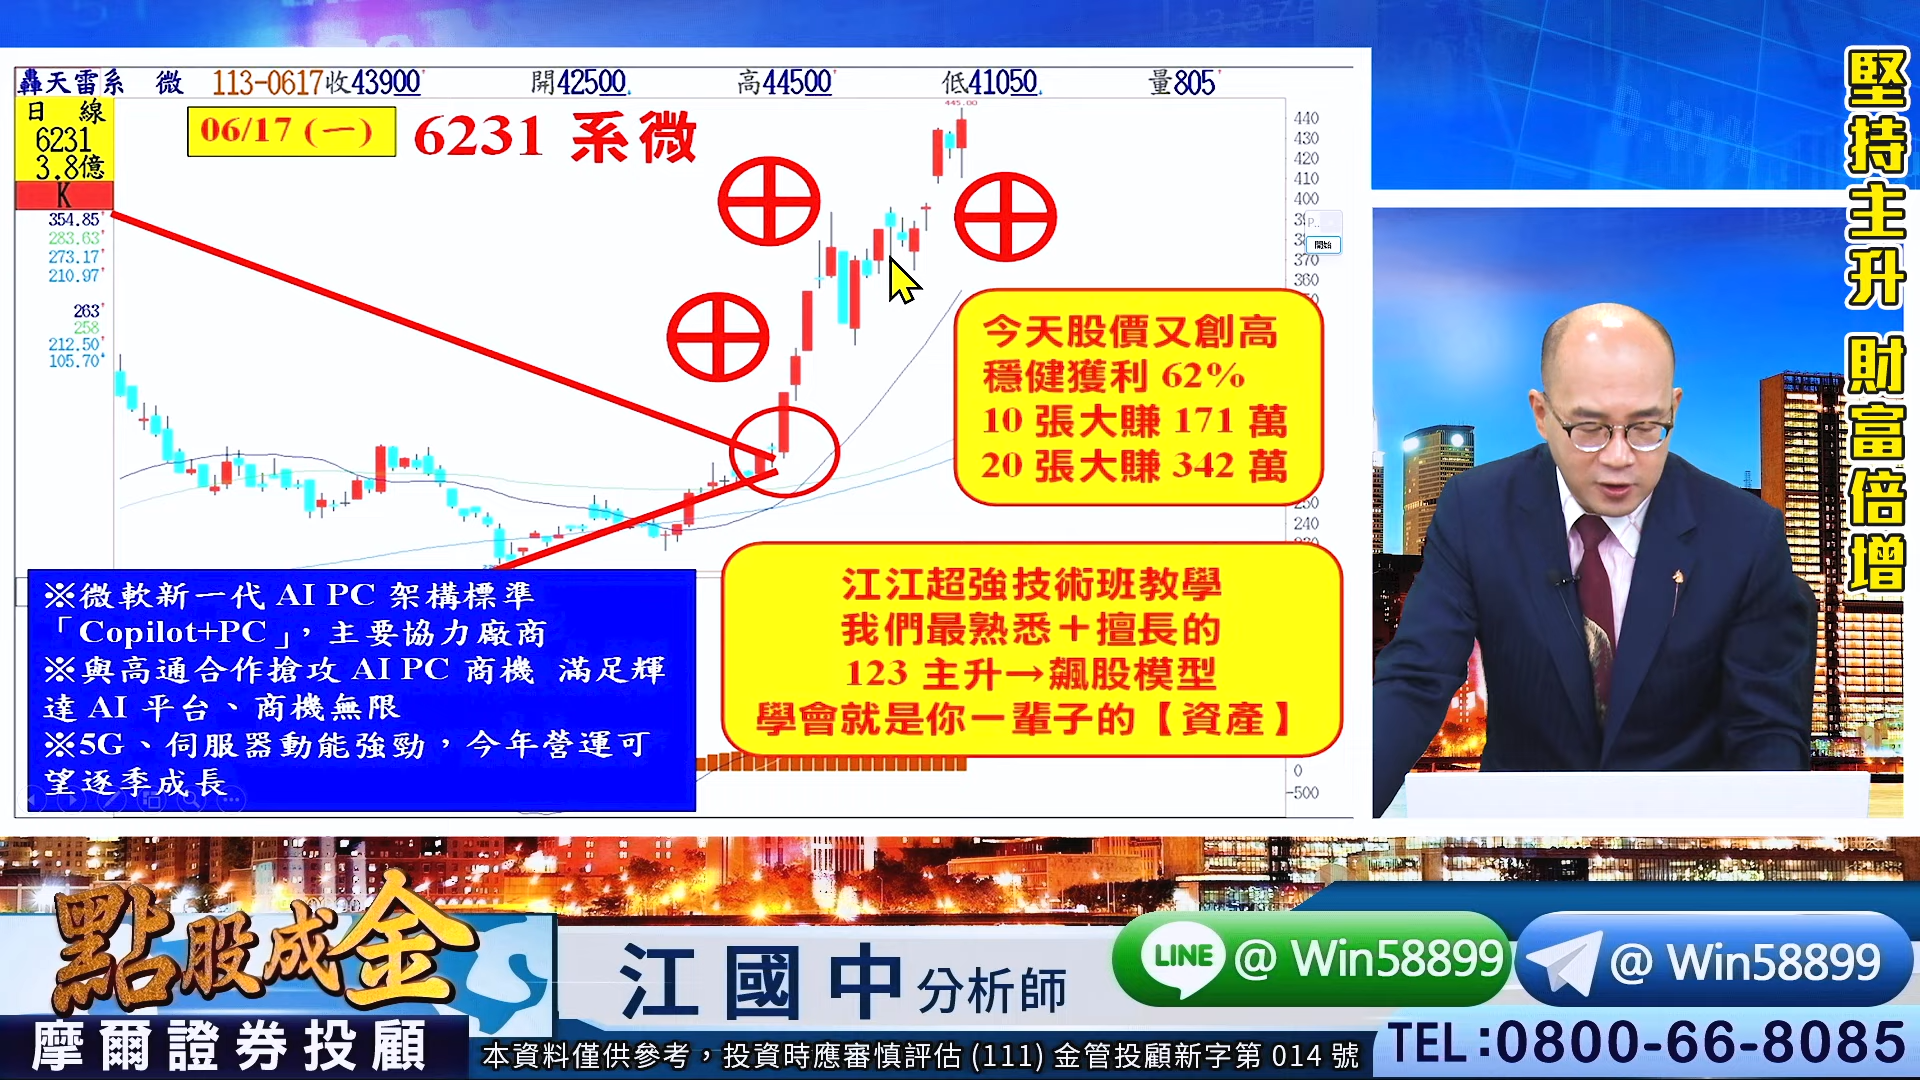 轟天雷系 微 113-0617收43900 開42500 高44500 低41050 量805
日 線
6231
3.8億
K
354.85
283.63
273.17
210.97
263
258
212.50
105.70
06/17 (一)
6231 系微
445.00
440
430
420
410
400
370
360
240
0
-500
開始
今天股價又創高
穩健獲利 62%
10 張大賺 171 萬
20 張大賺 342 萬
江江超強技術班教學
我們最熟悉＋擅長的
123 主升→飆股模型
學會就是你一輩子的【資產】
※微軟新一代 AI PC 架構標準
「Copilot+PC」，主要協力廠商
※與高通合作搶攻 AI PC 商機 滿足輝
達 AI 平台、商機無限
※5G、伺服器動能強勁，今年營運可
望逐季成長
堅持主升 財富倍增
點股成金
摩爾證券投顧
江國中分析師
LINE @ Win58899
@ Win58899
TEL:0800-66-8085
本資料僅供參考，投資時應審慎評估 (111) 金管投顧新字第 014 號